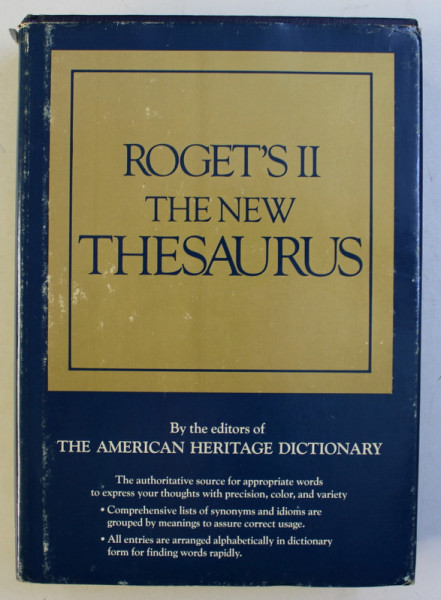 ROGET'S II
THE NEW
THESAURUS
By the editors of
THE AMERICAN HERITAGE DICTIONARY
The authoritative source for appropriate words
to express your thoughts with precision, color, and variety
• Comprehensive lists of synonyms and idioms are
grouped by meanings to assure correct usage.
• All entries are arranged alphabetically in dictionary
form for finding words rapidly.